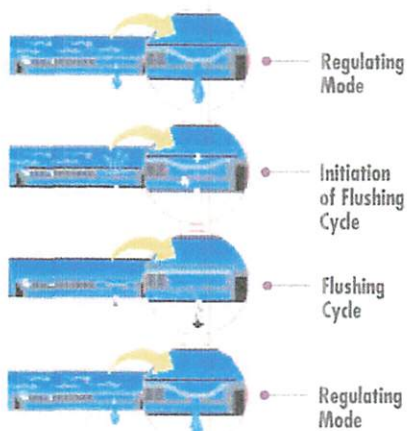 Regulating
Mode
Initiation
of Flushing
Cycle
Flushing
Cycle
Regulating
Mode